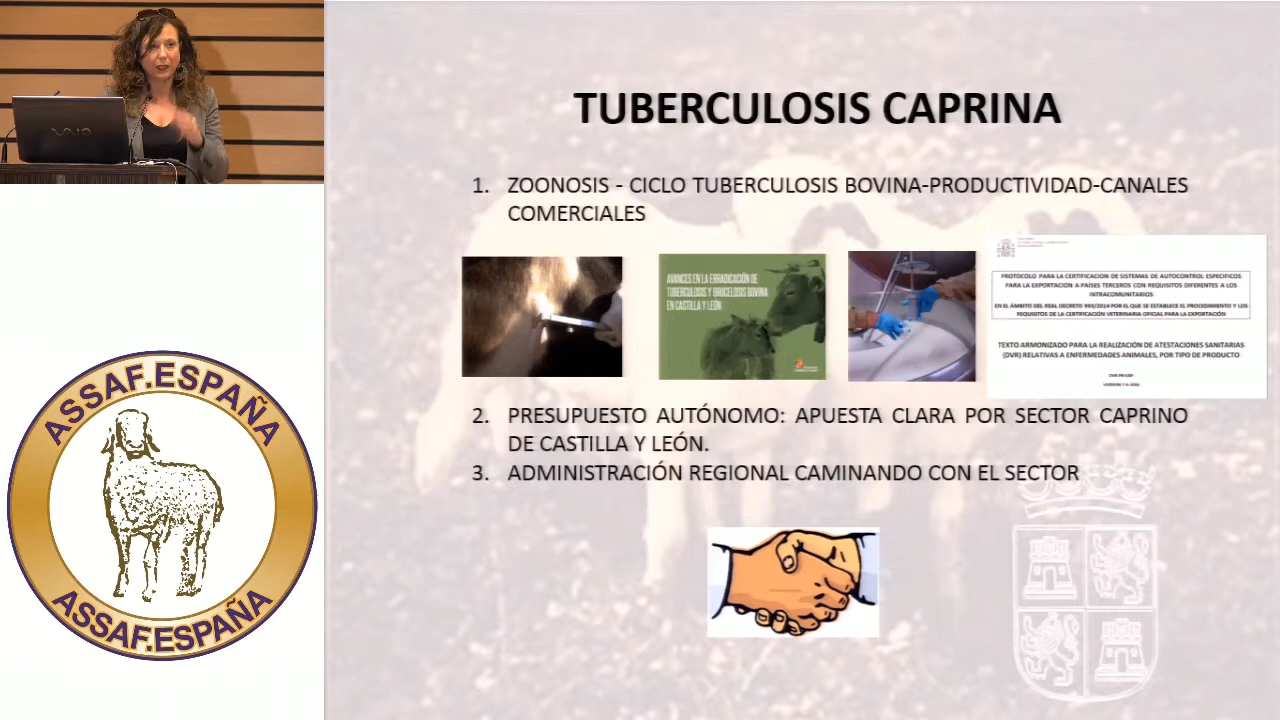 TUBERCULOSIS CAPRINA
1. ZOONOSIS - CICLO TUBERCULOSIS BOVINA-PRODUCTIVIDAD-CANALES
COMERCIALES
AVANCES EN LA ERRADICACIÓN DE
TUBERCULOSIS Y BRUCELOSIS BOVINA
EN CASTILLA Y LEÓN
PROTOCOLO PARA LA CERTIFICACION DE SISTEMAS DE AUTOCONTROL ESPECIFICOS
PARA LA EXPORTACIÓN A PAÍSES TERCEROS CON REQUISITOS DIFERENTES A LOS
INTRACOMUNITARIOS
EN EL ÁMBITO DEL REAL DECRETO 993/2014 POR EL QUE SE ESTABLECE EL PROCEDIMIENTO Y LOS
REQUISITOS DE LA CERTIFICACIÓN VETERINARIA OFICIAL PARA LA EXPORTACIÓN
TEXTO ARMONIZADO PARA LA REALIZACIÓN DE ATESTACIONES SANITARIAS
(DVR) RELATIVAS A ENFERMEDADES ANIMALES, POR TIPO DE PRODUCTO
2. PRESUPUESTO AUTÓNOMO: APUESTA CLARA POR SECTOR CAPRINO
DE CASTILLA Y LEÓN.
3. ADMINISTRACIÓN REGIONAL CAMINANDO CON EL SECTOR
VAIO
ASSAF.ESPAÑA
ASSAF.ESPAÑA